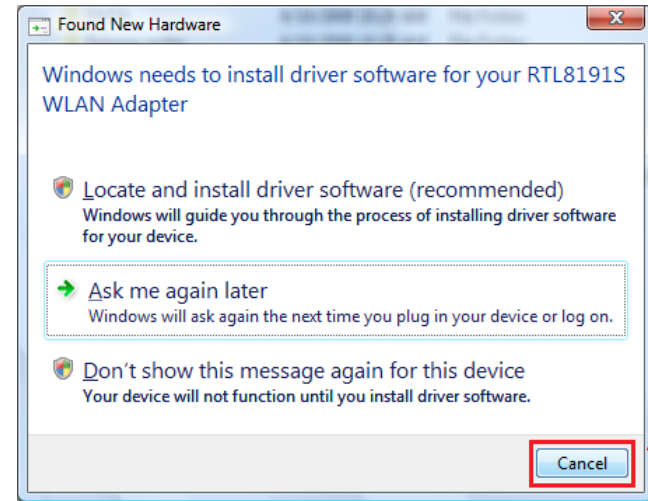 Found New Hardware
Windows needs to install driver software for your RTL8191S
WLAN Adapter
Locate and install driver software (recommended)
Windows will guide you through the process of installing driver software
for your device.
Ask me again later
Windows will ask again the next time you plug in your device or log on.
Don't show this message again for this device
Your device will not function until you install driver software.
Cancel